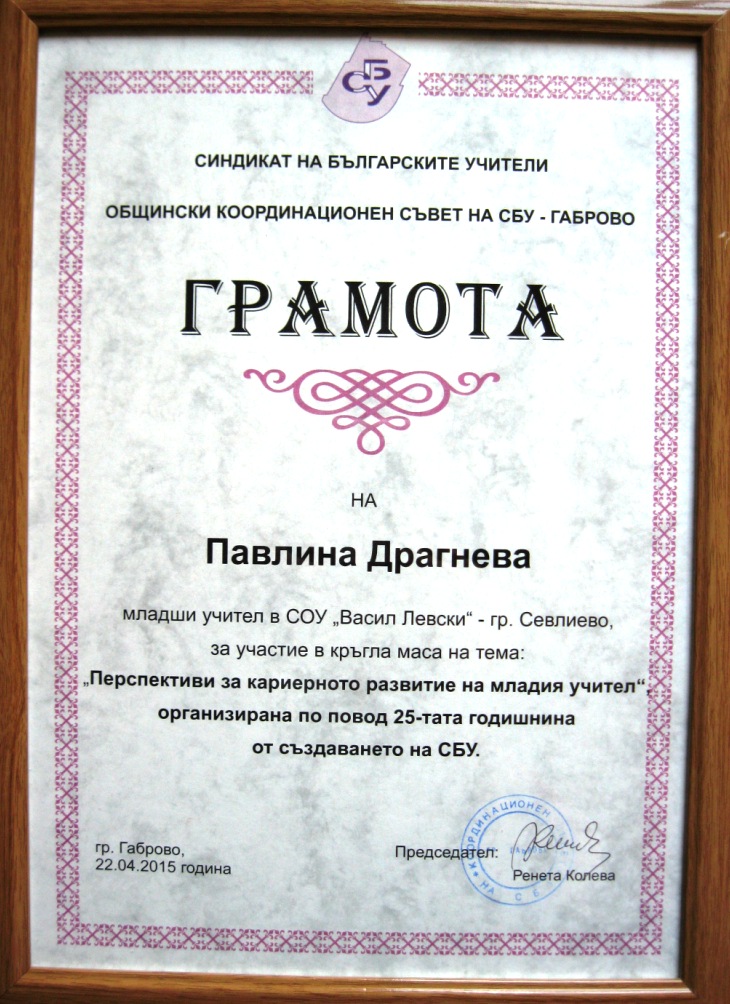 СБУ
СИНДИКАТ НА БЪЛГАРСКИТЕ УЧИТЕЛИ
ОБЩИНСКИ КООРДИНАЦИОНЕН СЪВЕТ НА СБУ - ГАБРОВО
ГРАМОТА
НА
Павлина Драгнева
младши учител в СОУ „Васил Левски“ - гр. Севлиево,
за участие в кръгла маса на тема:
„Перспективи за кариерното развитие на младия учител“,
организирана по повод 25-тата годишнина
от създаването на СБУ.
гр. Габрово,
22.04.2015 година
Председател:
Ренета Колева
КООРДИНАЦИОНЕН
НА